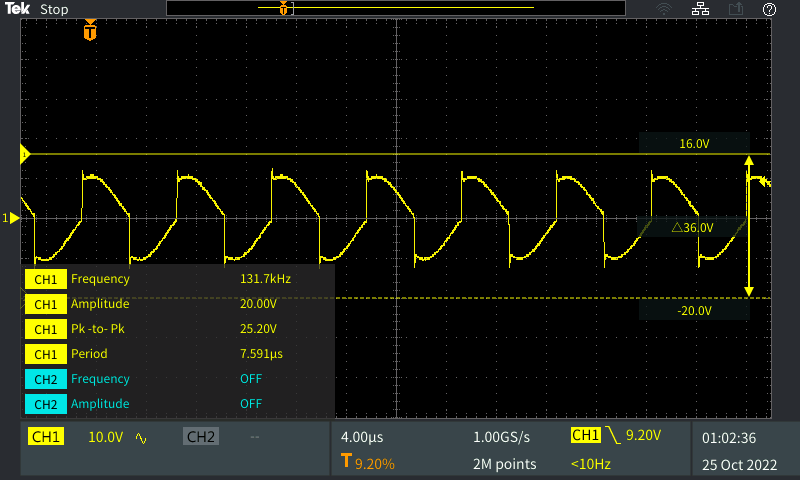 Tek Stop
T
T
1
16.0V
1
△36.0V
-20.0V
CH1 Frequency 131.7kHz
CH1 Amplitude 20.00V
CH1 Pk -to- Pk 25.20V
CH1 Period 7.591µs
CH2 Frequency OFF
CH2 Amplitude OFF
CH1 10.0V CH2 -- 4.00µs 1.00GS/s CH1 9.20V 01:02:36
T 9.20% 2M points <10Hz 25 Oct 2022